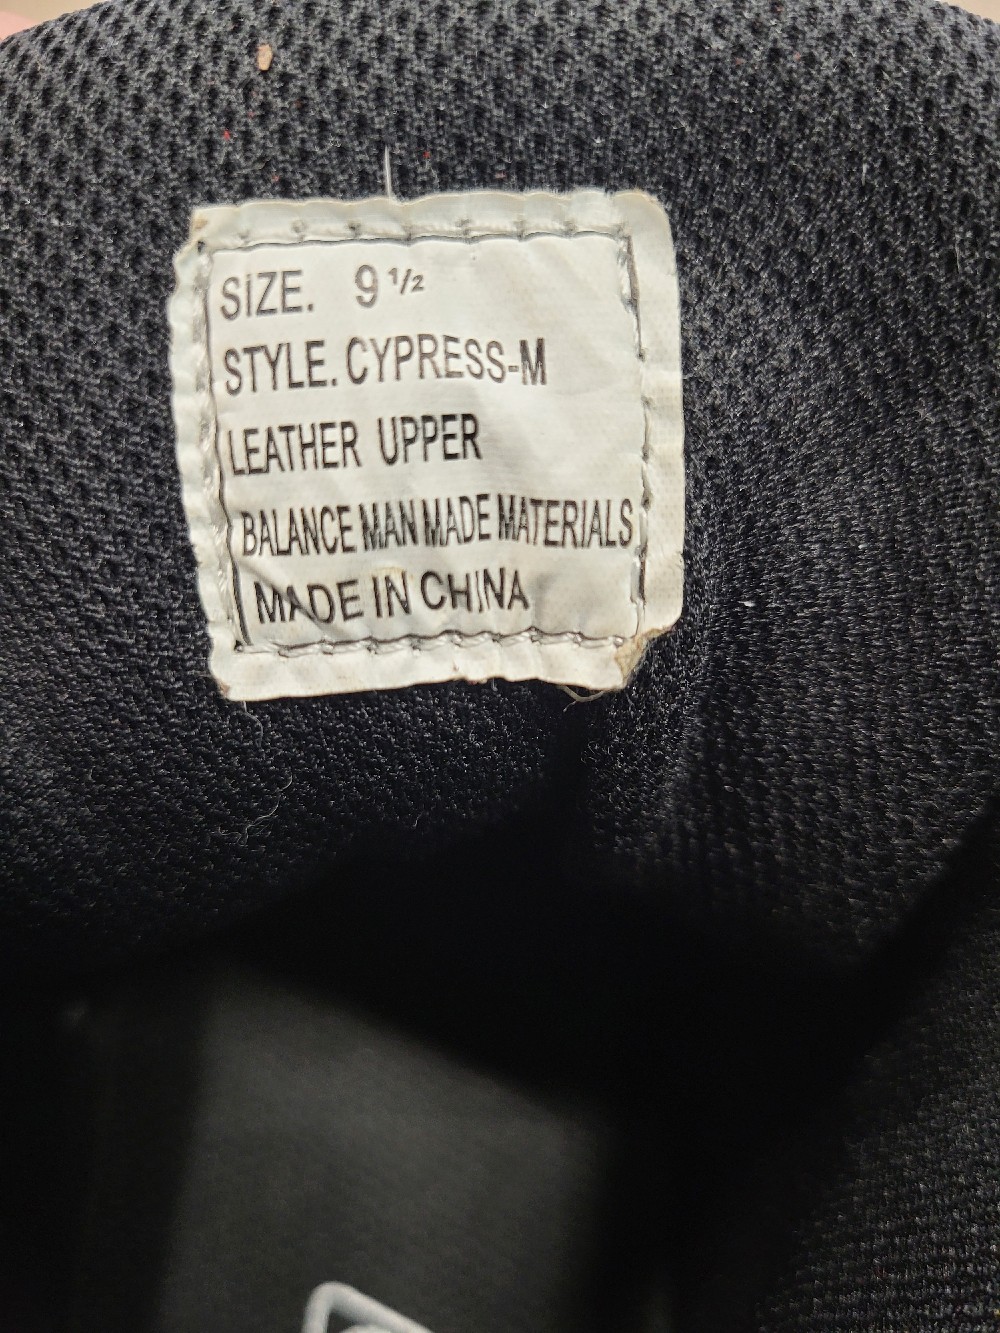 SIZE. 9 1/2
STYLE. CYPRESS-M
LEATHER UPPER
BALANCE MAN MADE MATERIALS
MADE IN CHINA